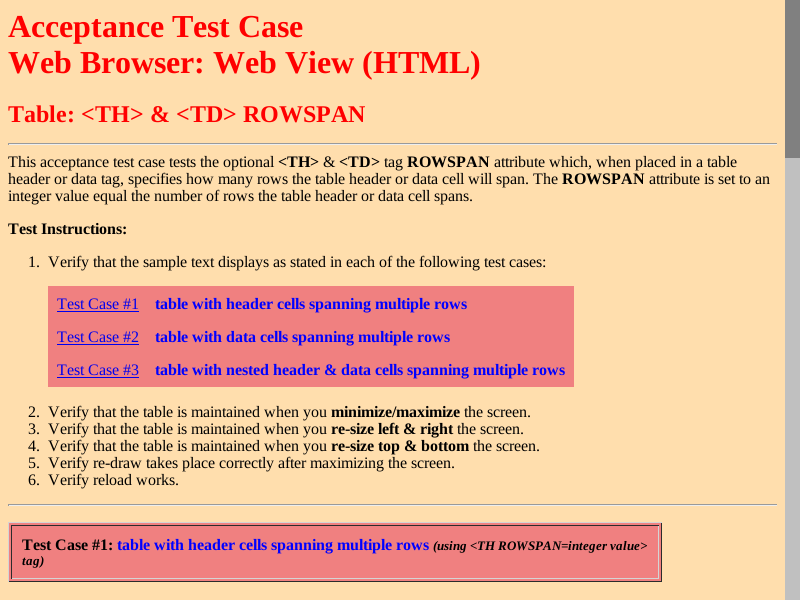 Acceptance Test Case
Web Browser: Web View (HTML)
Table: <TH> & <TD> ROWSPAN
This acceptance test case tests the optional <TH> & <TD> tag ROWSPAN attribute which, when placed in a table
header or data tag, specifies how many rows the table header or data cell will span. The ROWSPAN attribute is set to an
integer value equal the number of rows the table header or data cell spans.
Test Instructions:
1. Verify that the sample text displays as stated in each of the following test cases:
Test Case #1 table with header cells spanning multiple rows
Test Case #2 table with data cells spanning multiple rows
Test Case #3 table with nested header & data cells spanning multiple rows
2. Verify that the table is maintained when you minimize/maximize the screen.
3. Verify that the table is maintained when you re-size left & right the screen.
4. Verify that the table is maintained when you re-size top & bottom the screen.
5. Verify re-draw takes place correctly after maximizing the screen.
6. Verify reload works.
Test Case #1: table with header cells spanning multiple rows (using <TH ROWSPAN=integer value>
tag)